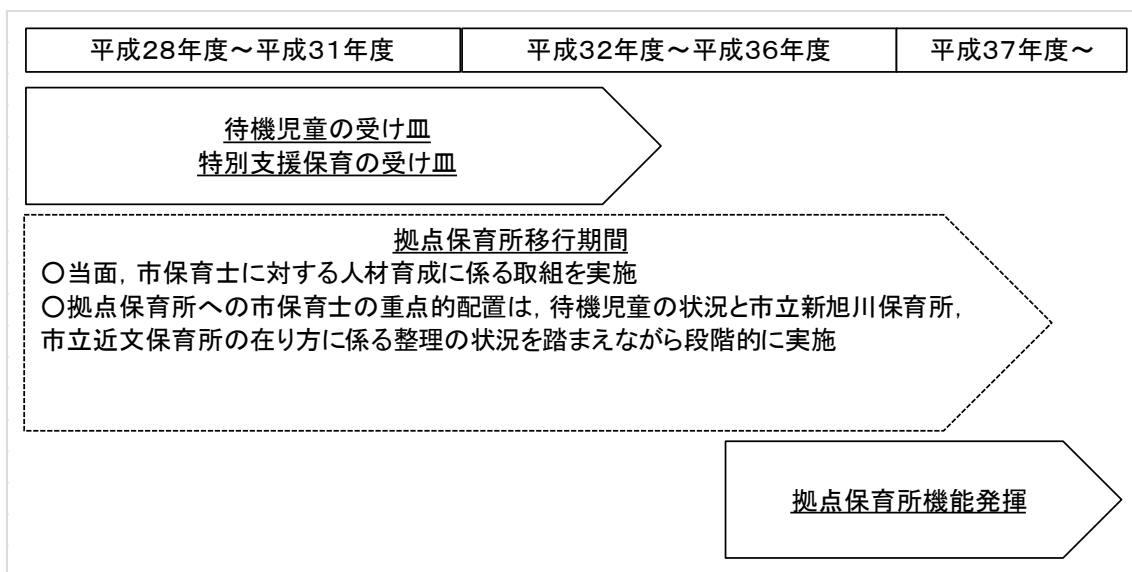 平成28年度～平成31年度
平成32年度～平成36年度
平成37年度～
待機児童の受け皿
特別支援保育の受け皿
拠点保育所移行期間
○当面，市保育士に対する人材育成に係る取組を実施
○拠点保育所への市保育士の重点的配置は，待機児童の状況と市立新旭川保育所，
市立近文保育所の在り方に係る整理の状況を踏まえながら段階的に実施
拠点保育所機能発揮